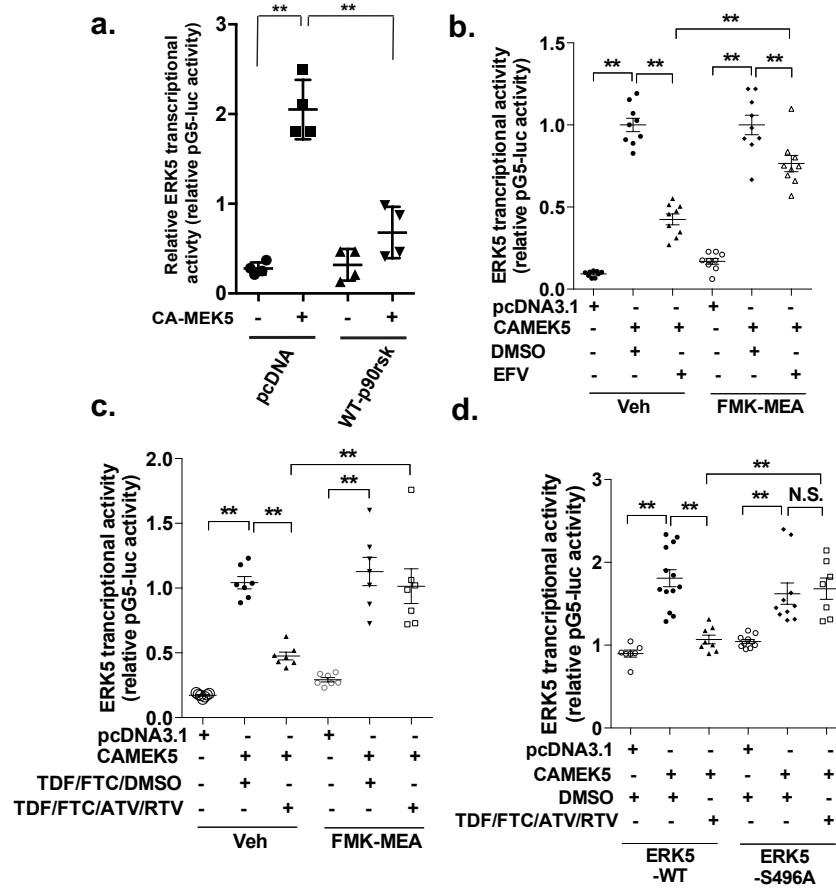 a.
Relative ERK5 transcriptional
activty (relative pG5-luc activity)
3
2
1
0
** **
CA-MEK5 - + - +
pcDNA WT-p90rsk
b.
ERK5 trancriptional activity
(relative pG5-luc activity)
1.5
1.0
0.5
0.0
**
** ** ** **
pcDNA3.1 + - - + - -
CAMEK5 - + + - + +
DMSO - + - - + -
EFV - - + - - +
Veh FMK-MEA
c.
ERK5 trancriptional activity
(relative pG5-luc activity)
2.0
1.5
1.0
0.5
0.0
**
** ** **
pcDNA3.1 + - - + - -
CAMEK5 - + + - + +
TDF/FTC/DMSO - + - - + -
TDF/FTC/ATV/RTV - - + - - +
Veh FMK-MEA
d.
ERK5 trancriptional activity
(relative pG5-luc activity)
3
2
1
0
**
** ** ** N.S.
pcDNA3.1 + - - + - -
CAMEK5 - + + - + +
DMSO + + - + + -
TDF/FTC/ATV/RTV - - + - - +
ERK5 ERK5
-WT -S496A